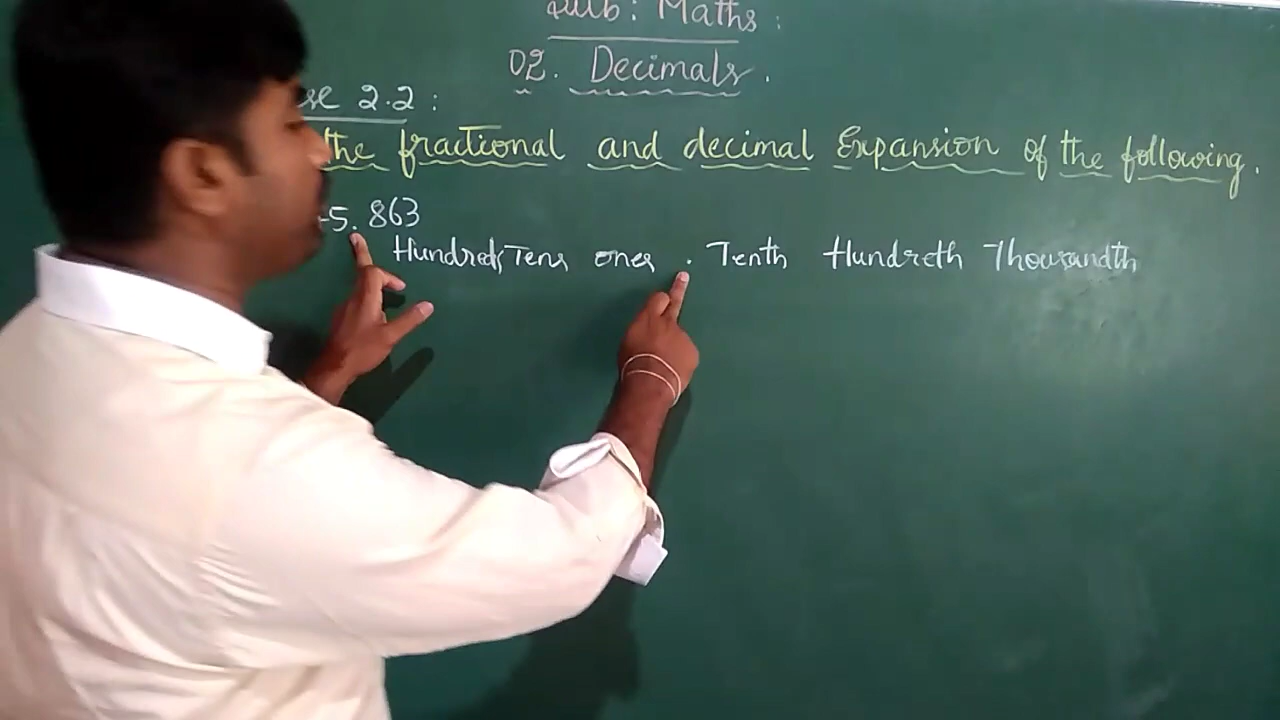 Sub: Maths :
02. Decimals.
se 2.2 :
the fractional and decimal Expansion of the following.
5.863
Hundreds Tens ones . Tenth Hundreth Thousandth